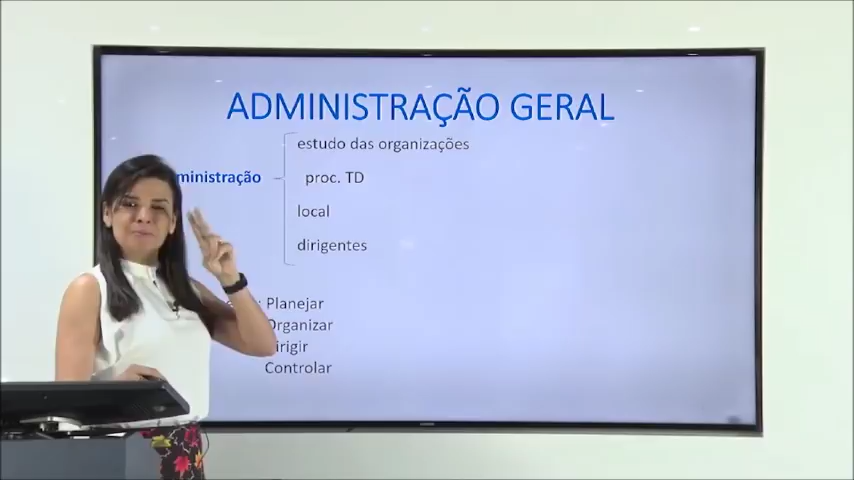 ADMINISTRAÇÃO GERAL
estudo das organizações
ministração
proc. TD
local
dirigentes
: Planejar
Organizar
irigir
Controlar